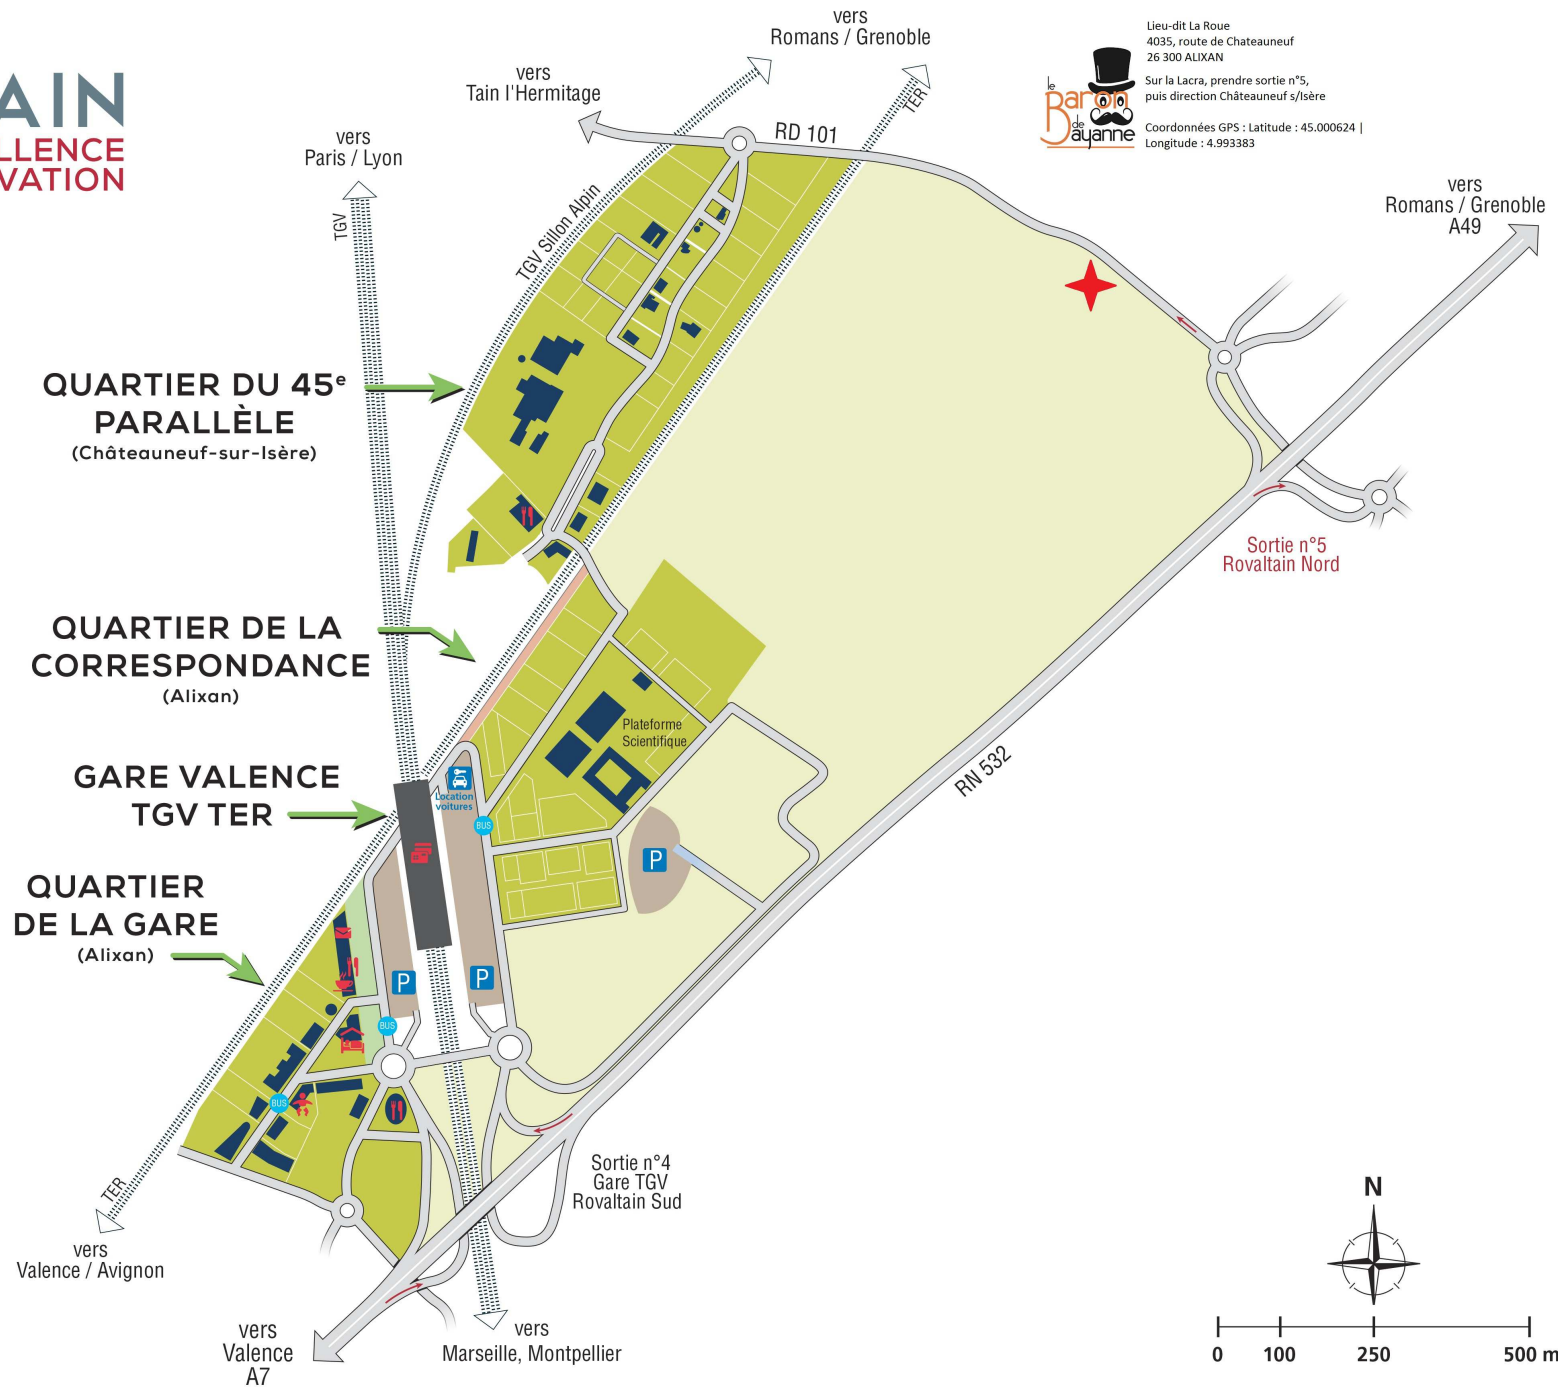 AIN
LLENCE
VATION
vers
Romans / Grenoble
vers
Tain l'Hermitage
vers
Paris / Lyon
TGV
TER
RD 101
TGV Sillon Alpin
le
Baron
de
Bayanne
Lieu-dit La Roue
4035, route de Chateauneuf
26 300 ALIXAN
Sur la Lacra, prendre sortie n°5,
puis direction Châteauneuf s/Isère
Coordonnées GPS : Latitude : 45.000624 |
Longitude : 4.993383
vers
Romans / Grenoble
A49
QUARTIER DU 45e
PARALLÈLE
(Châteauneuf-sur-Isère)
Sortie n°5
Rovaltain Nord
QUARTIER DE LA
CORRESPONDANCE
(Alixan)
Plateforme
Scientifique
RN 532
GARE VALENCE
TGV TER
Location
voitures
BUS
P
QUARTIER
DE LA GARE
(Alixan)
P
P
BUS
BUS
Sortie n°4
Gare TGV
Rovaltain Sud
TER
vers
Valence / Avignon
vers
Valence
A7
vers
Marseille, Montpellier
N
0 100 250 500 m